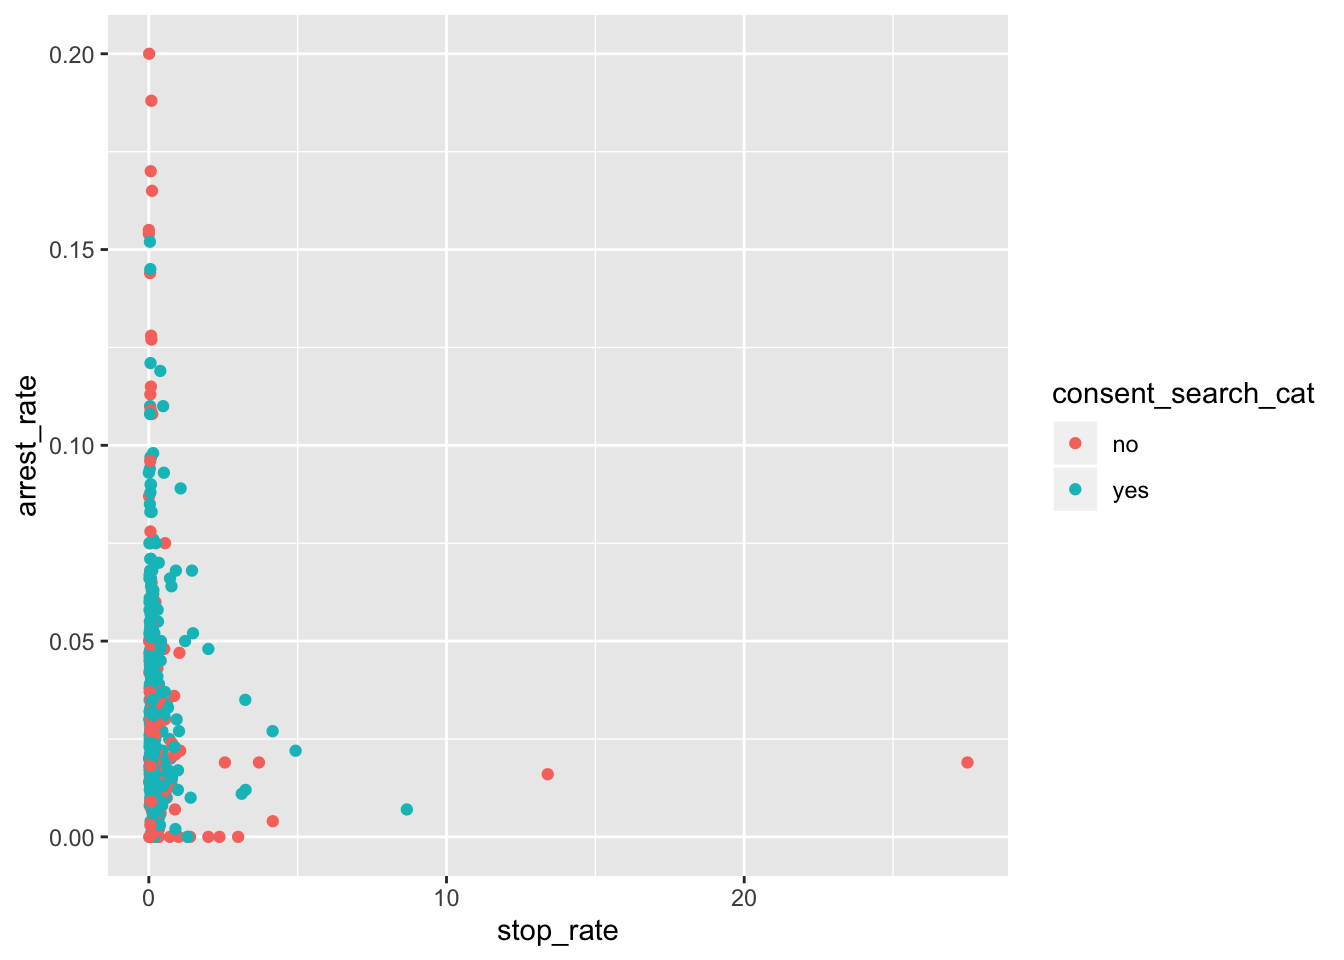 0.20
0.15
0.10
0.05
0.00
arrest_rate
0 10 20
stop_rate
consent_search_cat
no
yes